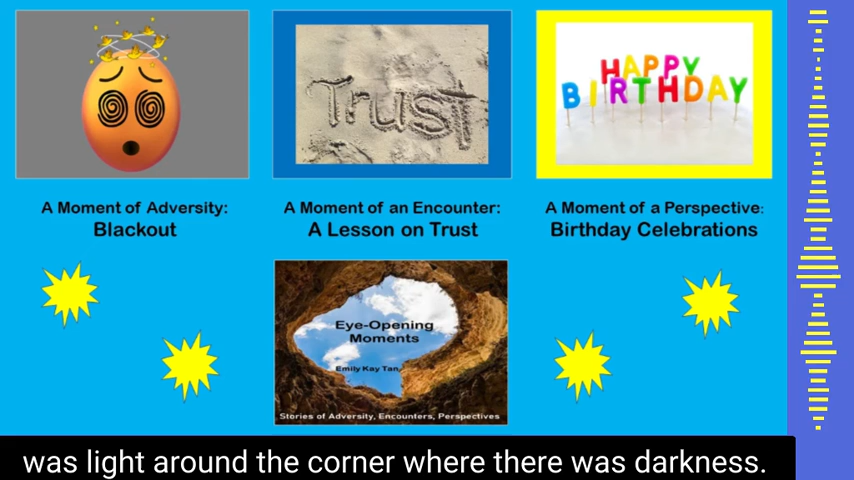 Trust
HAPPY
BIRTHDAY
A Moment of Adversity:
Blackout
A Moment of an Encounter:
A Lesson on Trust
A Moment of a Perspective:
Birthday Celebrations
Eye-Opening
Moments
Emily Kay Tan
Stories of Adversity, Encounters, Perspectives
was light around the corner where there was darkness.